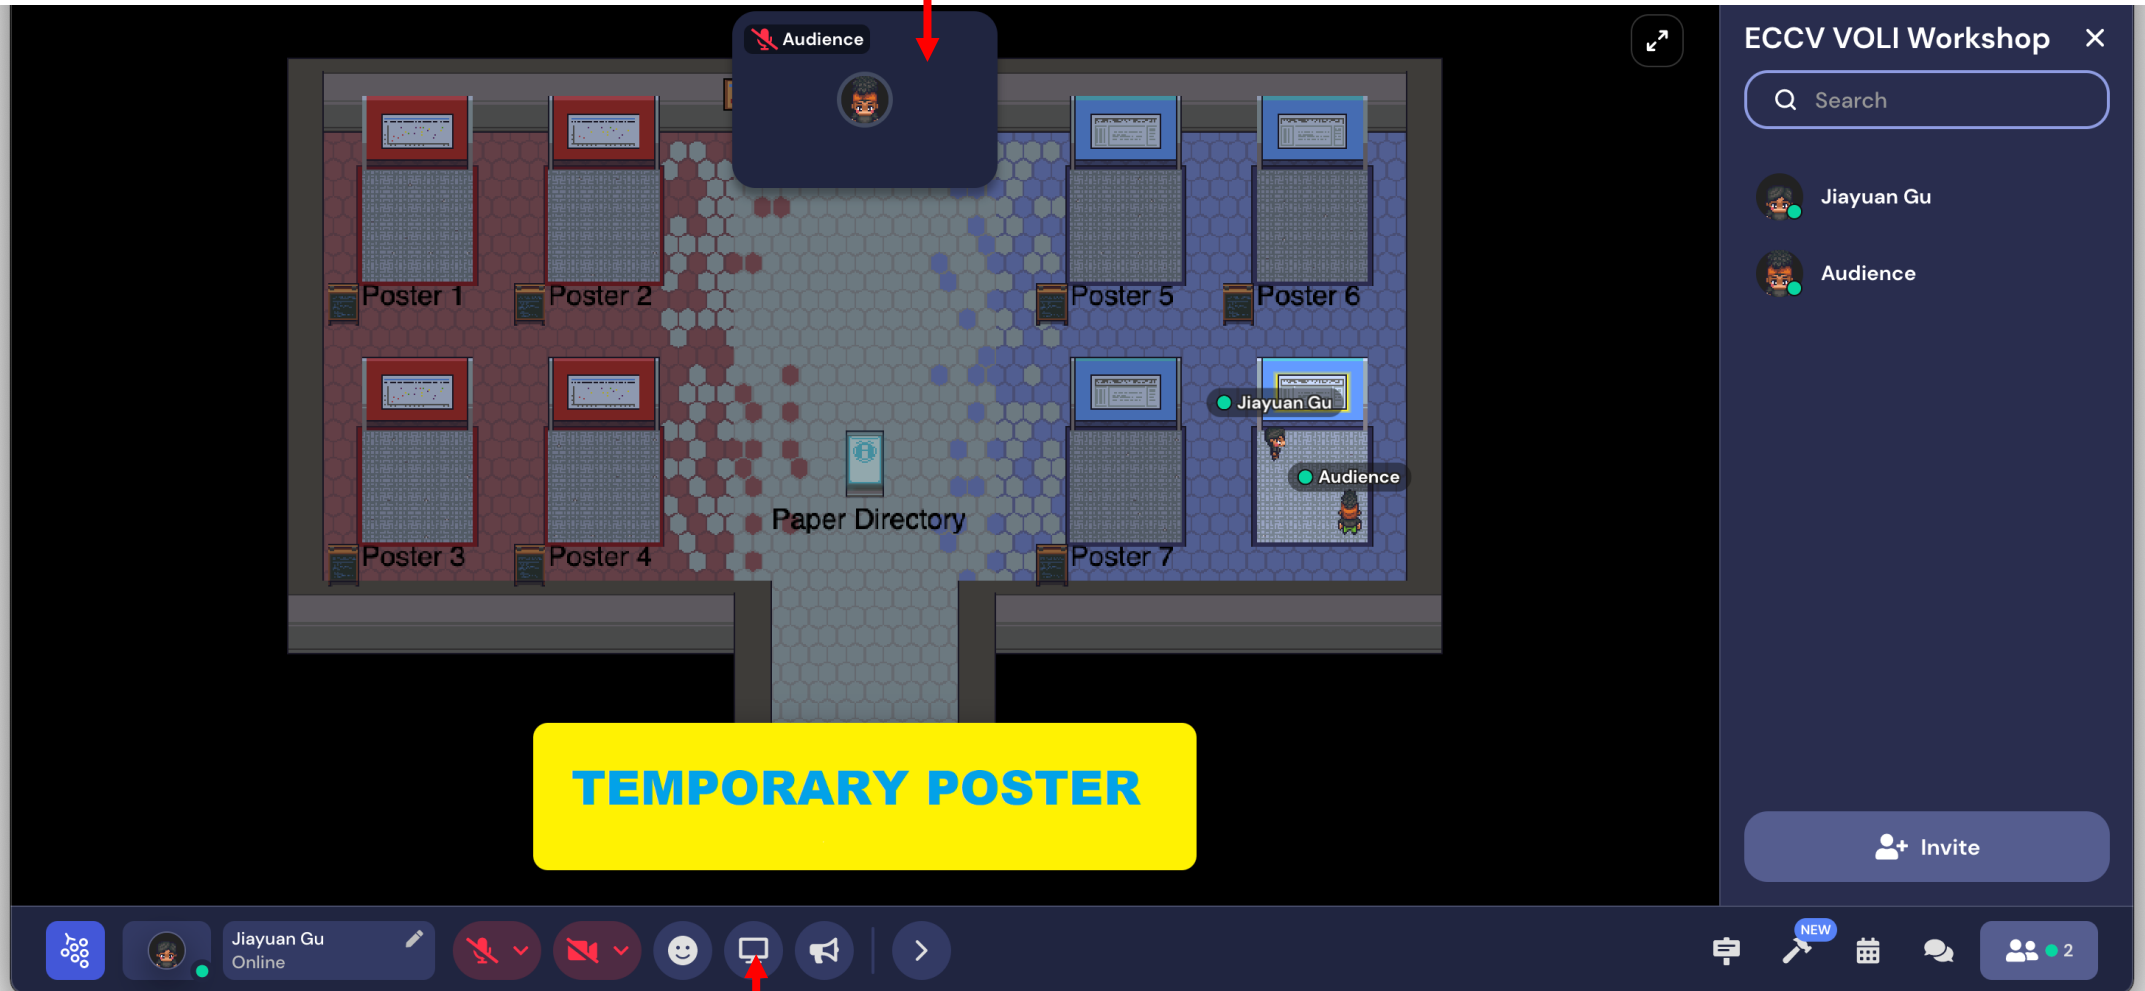 Audience
ECCV VOLI Workshop
Search
Jiayuan Gu
Audience
Poster 1
Poster 2
Poster 5
Poster 6
Jiayuan Gu
Audience
Paper Directory
Poster 3
Poster 4
Poster 7
TEMPORARY POSTER
Invite
Jiayuan Gu
Online
NEW
2